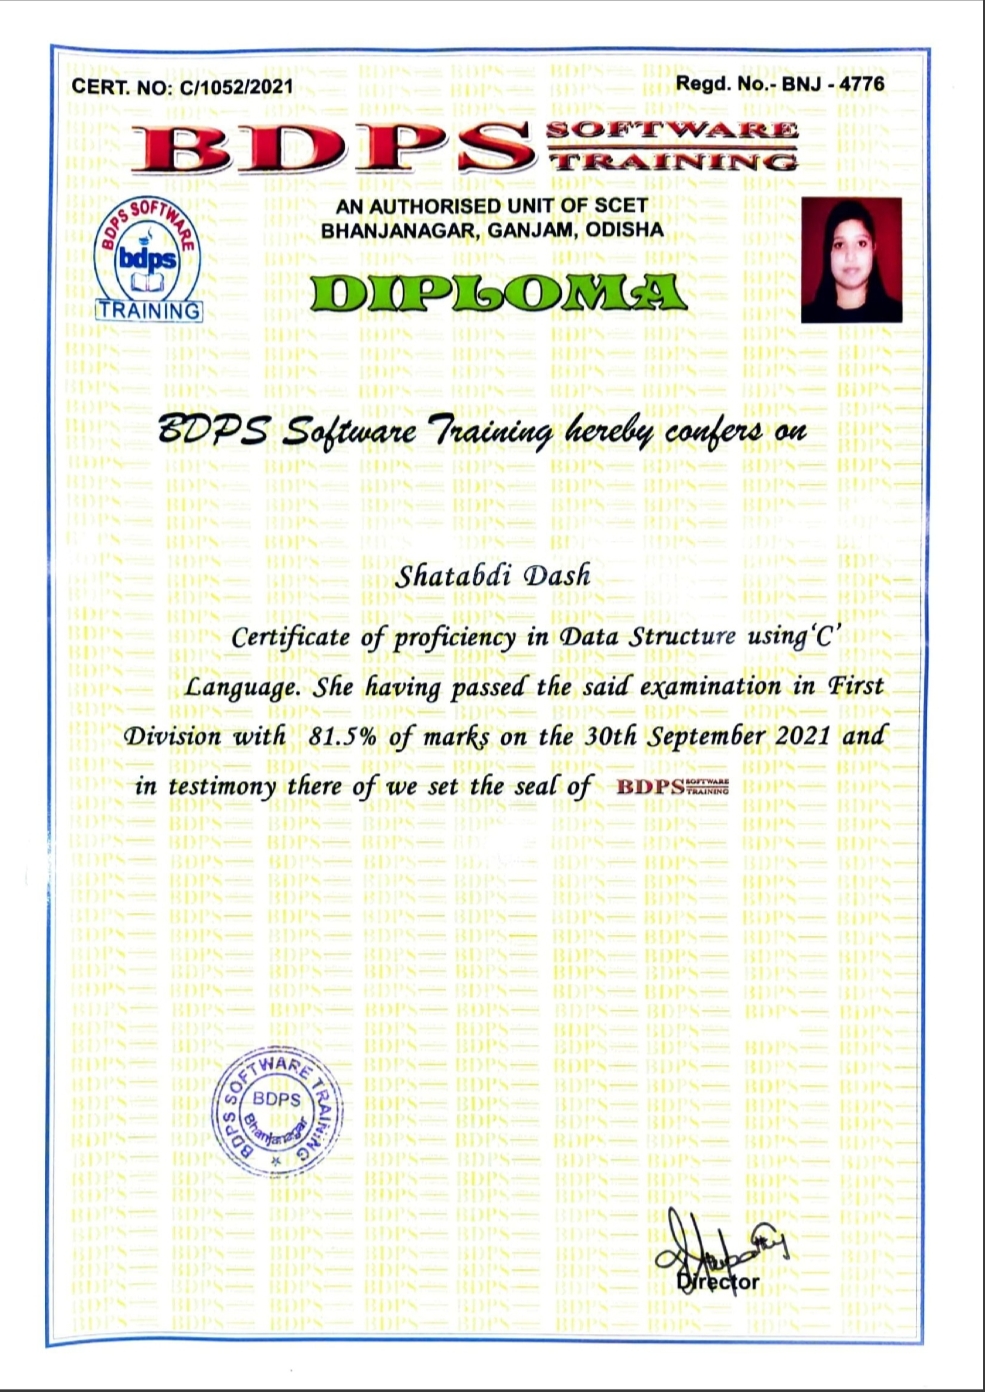 CERT. NO: C/1052/2021
Regd. No.- BNJ - 4776
BDPS SOFTWARE TRAINING
BDPS SOFTWARE
bdps
TRAINING
AN AUTHORISED UNIT OF SCET
BHANJANAGAR, GANJAM, ODISHA
DIPLOMA
BDPS Software Training hereby confers on
Shatabdi Dash
Certificate of proficiency in Data Structure using 'C'
Language. She having passed the said examination in First
Division with 81.5% of marks on the 30th September 2021 and
in testimony there of we set the seal of BDPS SOFTWARE TRAINING
BDPS SOFTWARE TRAINING
BDPS
Bhanjanagar
Director